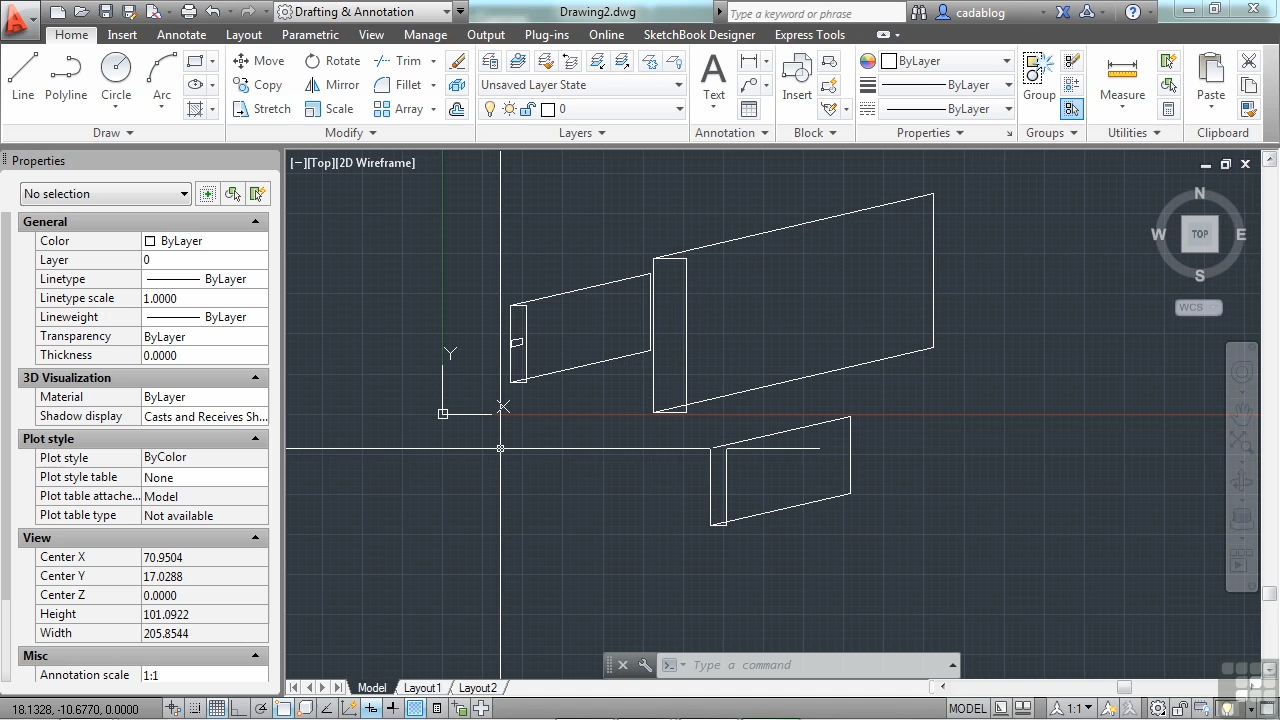 Drafting & Annotation
Drawing2.dwg
Type a keyword or phrase
cadablog
Home Insert Annotate Layout Parametric View Manage Output Plug-ins Online SketchBook Designer Express Tools
Line
Polyline
Circle
Arc
Draw
Move
Rotate
Trim
Copy
Mirror
Fillet
Stretch
Scale
Array
Modify
Unsaved Layer State
0
Layers
Text
Annotation
Insert
Block
ByLayer
ByLayer
ByLayer
Properties
Group
Groups
Measure
Utilities
Paste
Clipboard
Properties
No selection
General
Color ByLayer
Layer 0
Linetype ByLayer
Linetype scale 1.0000
Lineweight ByLayer
Transparency ByLayer
Thickness 0.0000
3D Visualization
Material ByLayer
Shadow display Casts and Receives Sh...
Plot style
Plot style ByColor
Plot style table None
Plot table attache... Model
Plot table type Not available
View
Center X 70.9504
Center Y 17.0288
Center Z 0.0000
Height 101.0922
Width 205.8544
Misc
Annotation scale 1:1
[−][Top][2D Wireframe]
N
W TOP E
S
WCS
Y
X
Type a command
Model Layout1 Layout2
18.1328, -10.6770, 0.0000
MODEL
1:1